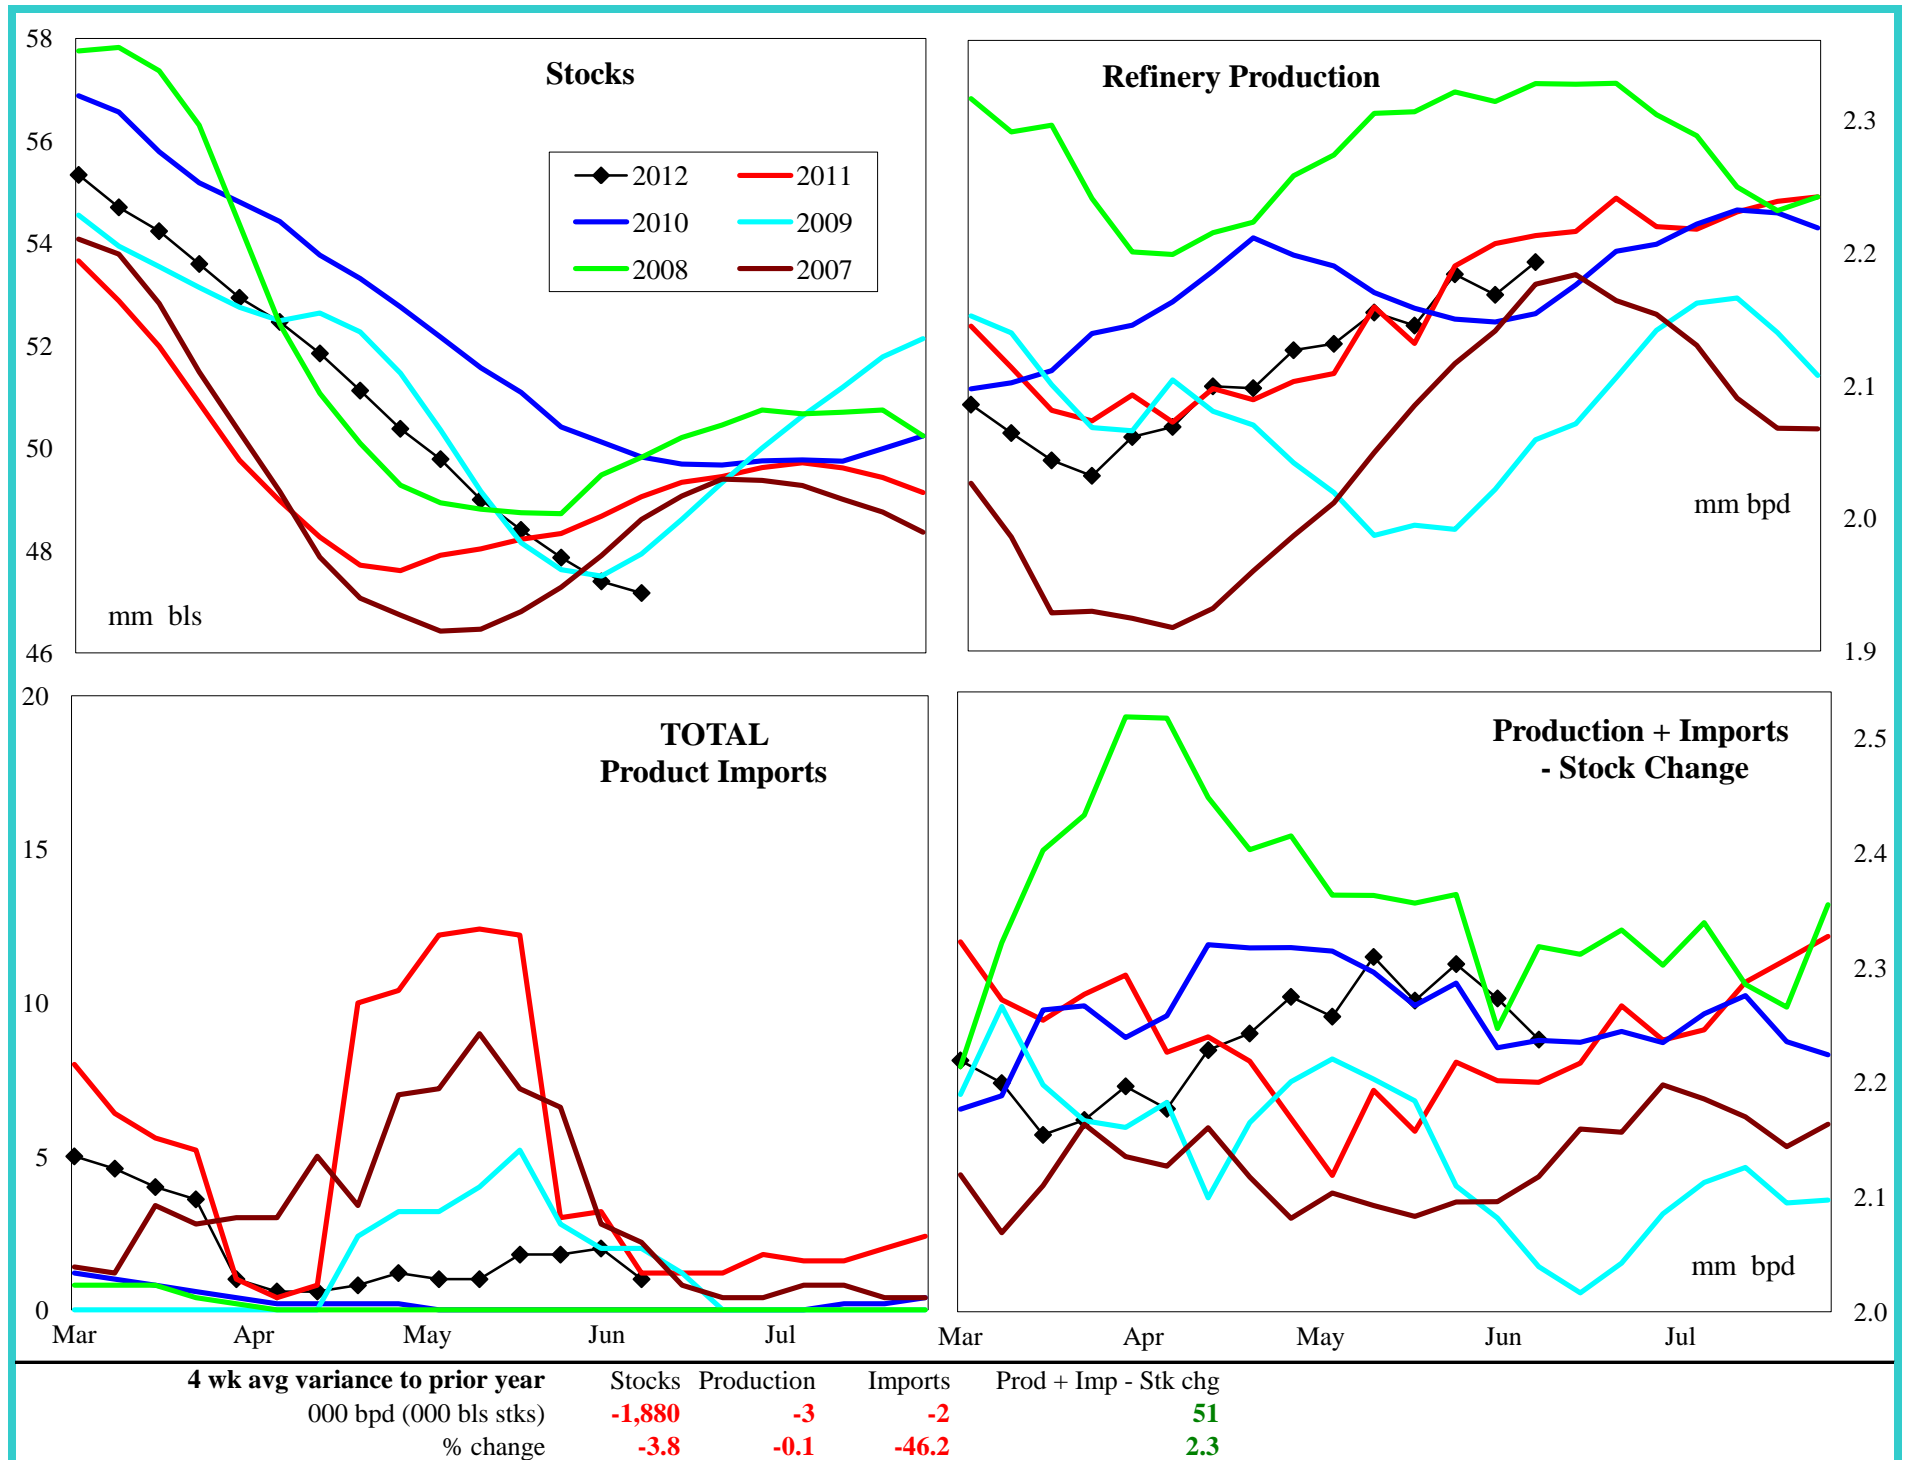 Stocks
58
56
54
52
50
48
46
2012
2011
2010
2009
2008
2007
mm bls
Refinery Production
2.3
2.2
2.1
2.0
1.9
mm bpd
TOTAL
Product Imports
20
15
10
5
0
Mar Apr May Jun Jul
Production + Imports
- Stock Change
2.5
2.4
2.3
2.2
2.1
2.0
mm bpd
Mar Apr May Jun Jul
4 wk avg variance to prior year Stocks Production Imports Prod + Imp - Stk chg
000 bpd (000 bls stks) -1,880 -3 -2 51
% change -3.8 -0.1 -46.2 2.3